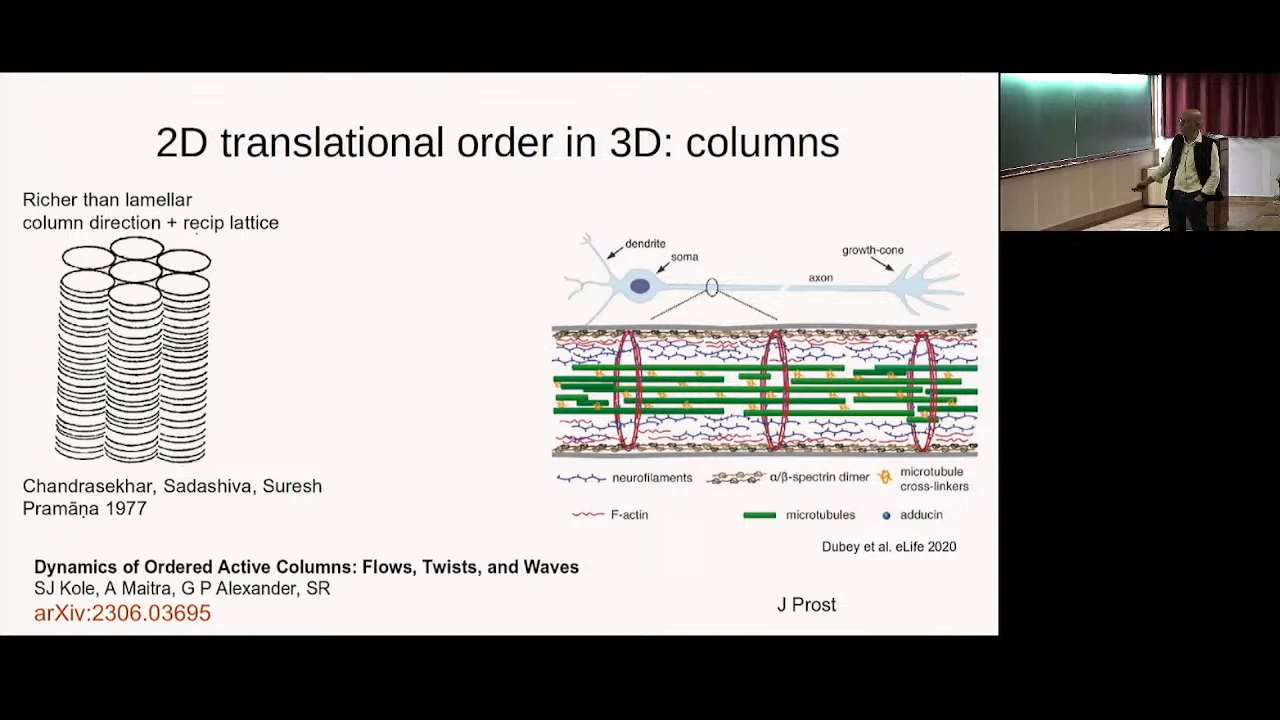 2D translational order in 3D: columns
Richer than lamellar
column direction + recip lattice
Chandrasekhar, Sadashiva, Suresh
Pramāṇa 1977
dendrite
soma
growth-cone
axon
neurofilaments
α/β-spectrin dimer
microtubule
cross-linkers
F-actin
microtubules
adducin
Dubey et al. eLife 2020
Dynamics of Ordered Active Columns: Flows, Twists, and Waves
SJ Kole, A Maitra, G P Alexander, SR
arXiv:2306.03695
J Prost